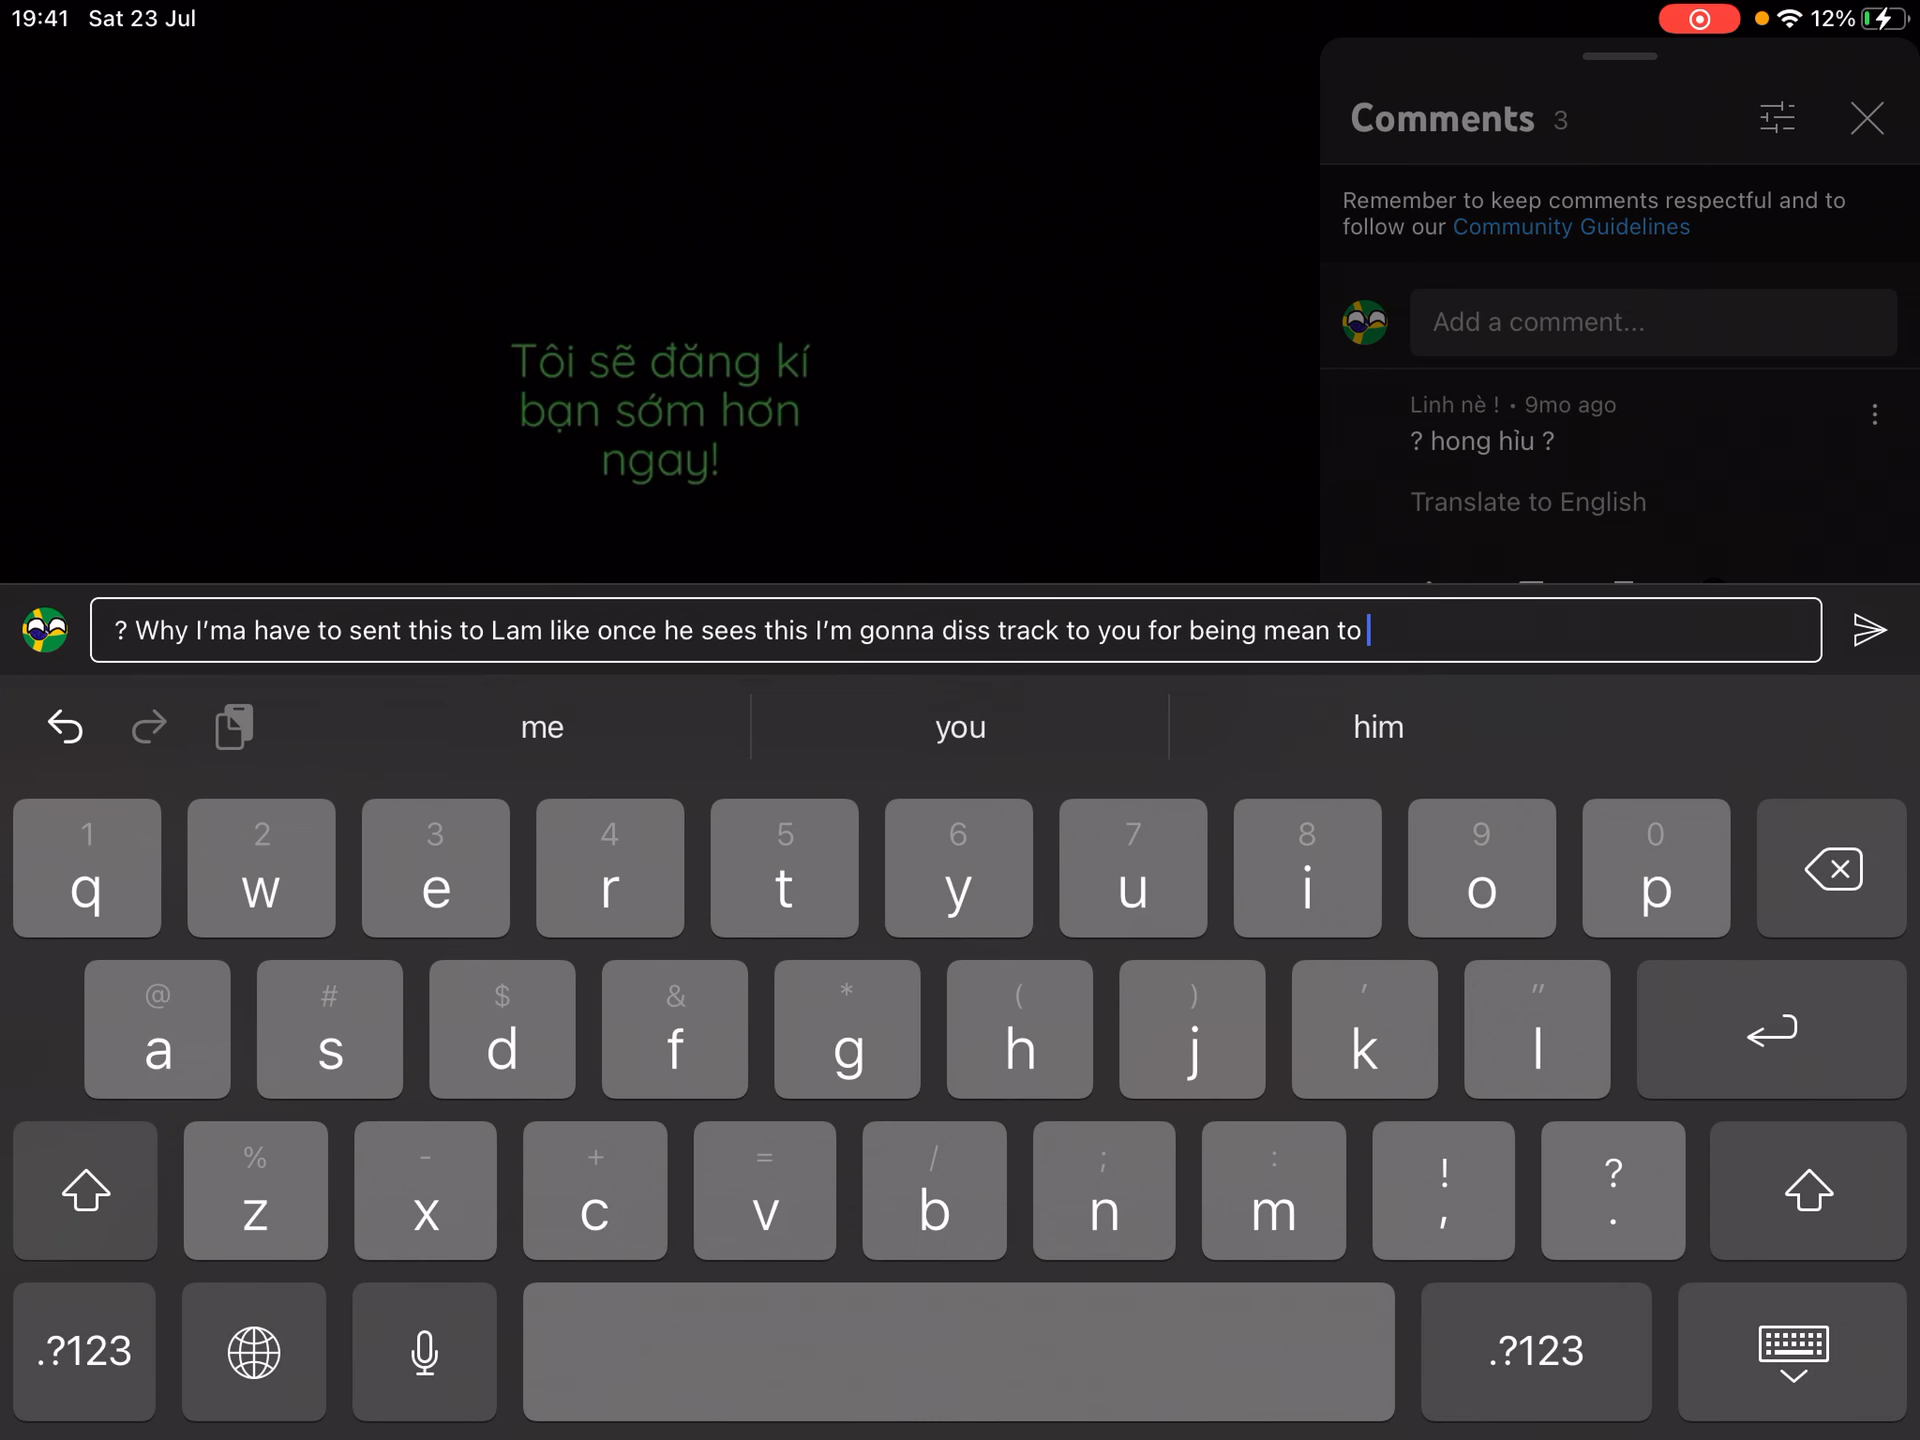 19:41 Sat 23 Jul
12%
Comments 3
Remember to keep comments respectful and to
follow our Community Guidelines
Add a comment...
Linh nè ! • 9mo ago
? hong hỉu ?
Translate to English
Tôi sẽ đăng kí
bạn sớm hơn
ngay!
? Why I’ma have to sent this to Lam like once he sees this I’m gonna diss track to you for being mean to
me you him
1 2 3 4 5 6 7 8 9 0
q w e r t y u i o p
@ # $ & * ( ) ' "
a s d f g h j k l
% - + = / ; : ! ?
z x c v b n m , .
.?123 .?123